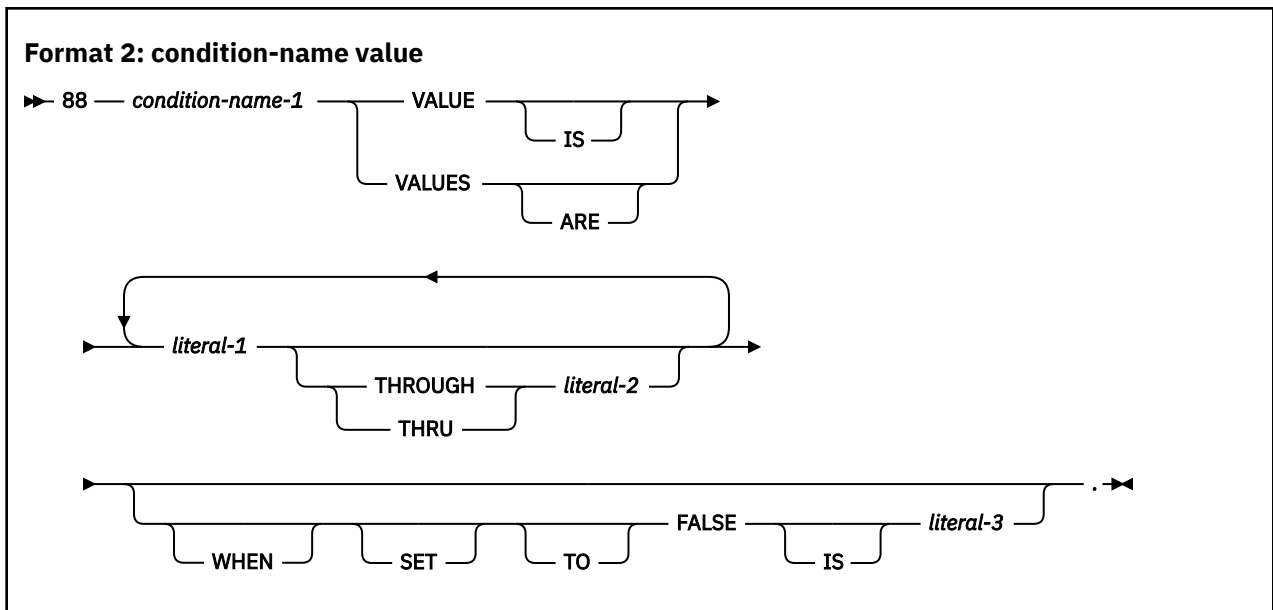 Format 2: condition-name value
88 condition-name-1 VALUE
IS
VALUES
ARE
literal-1
THROUGH literal-2
THRU
.
FALSE literal-3
WHEN SET TO IS